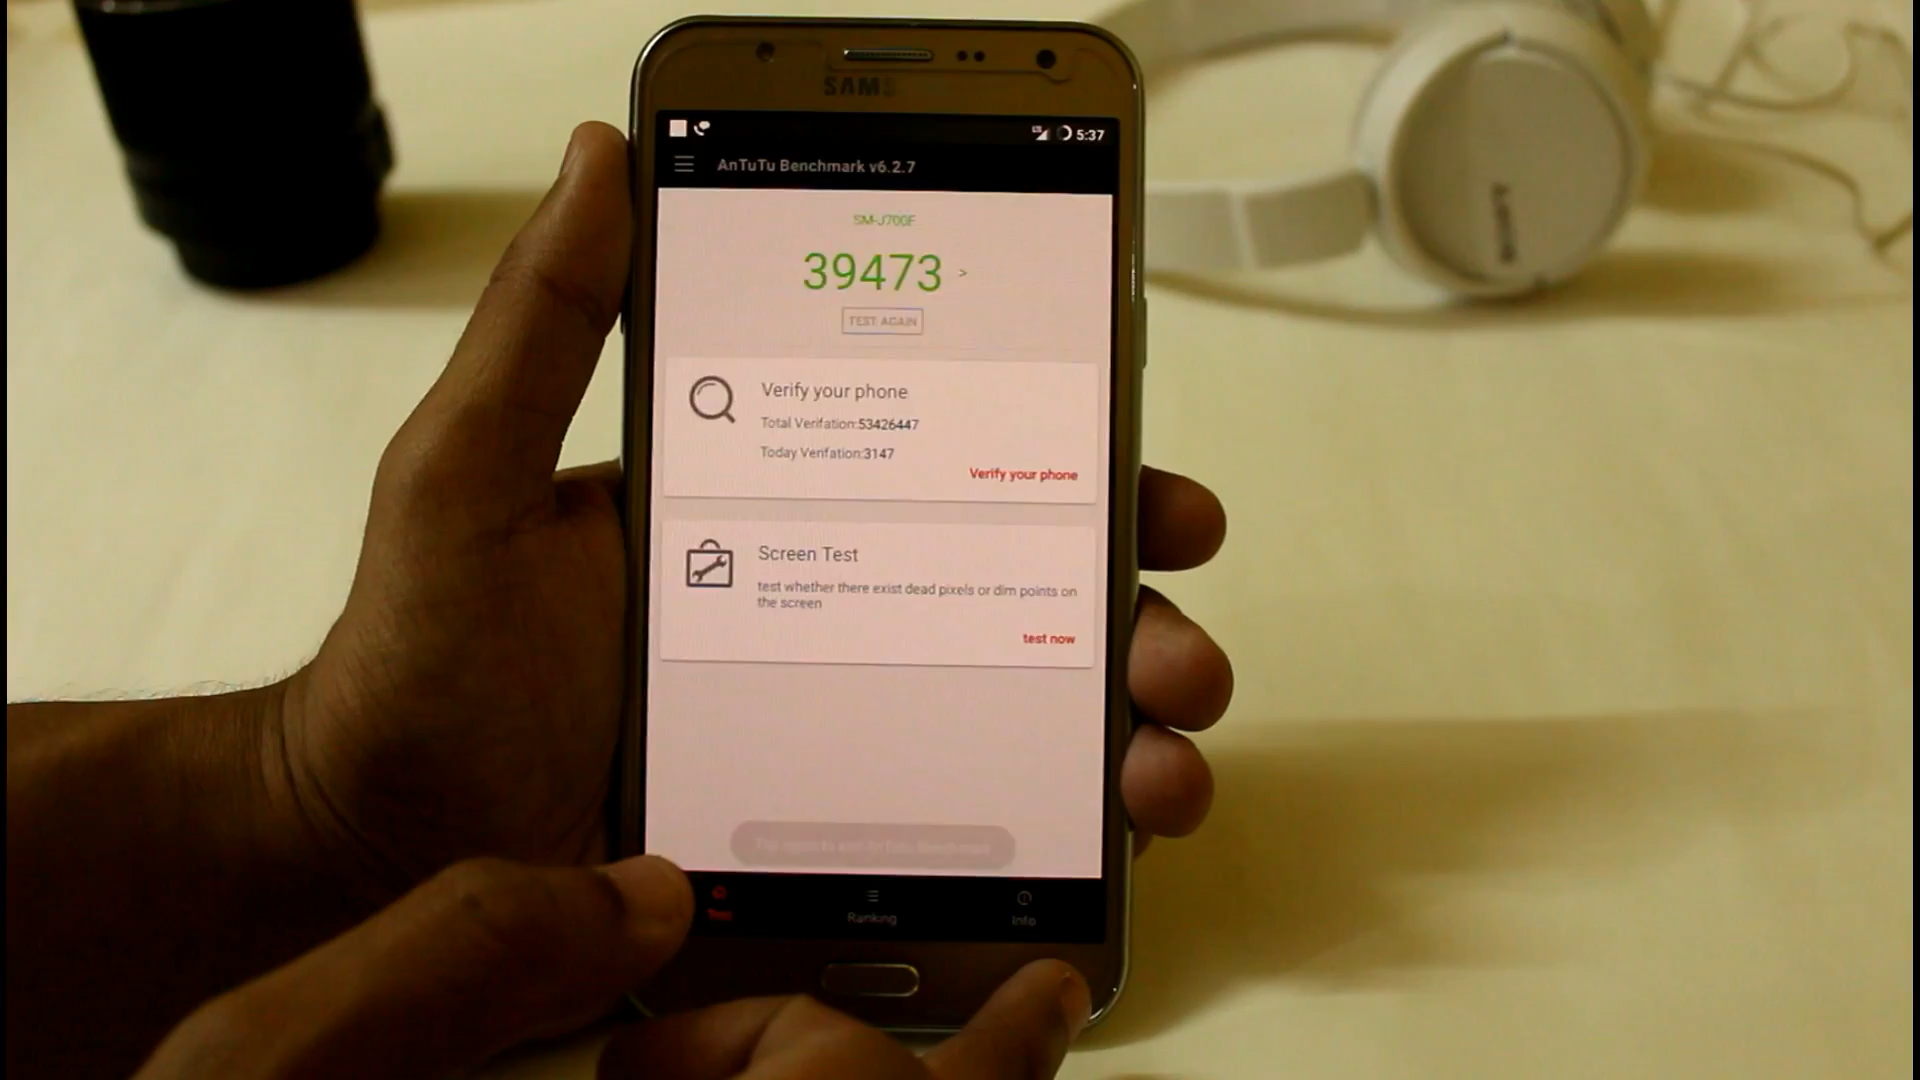 SAMS
5:37
AnTuTu Benchmark v6.2.7
SM-J700F
39473 >
TEST AGAIN
Verify your phone
Total Verifation:53426447
Today Verifation:3147
Verify your phone
Screen Test
test whether there exist dead pixels or dim points on
the screen
test now
Test
Ranking
Info